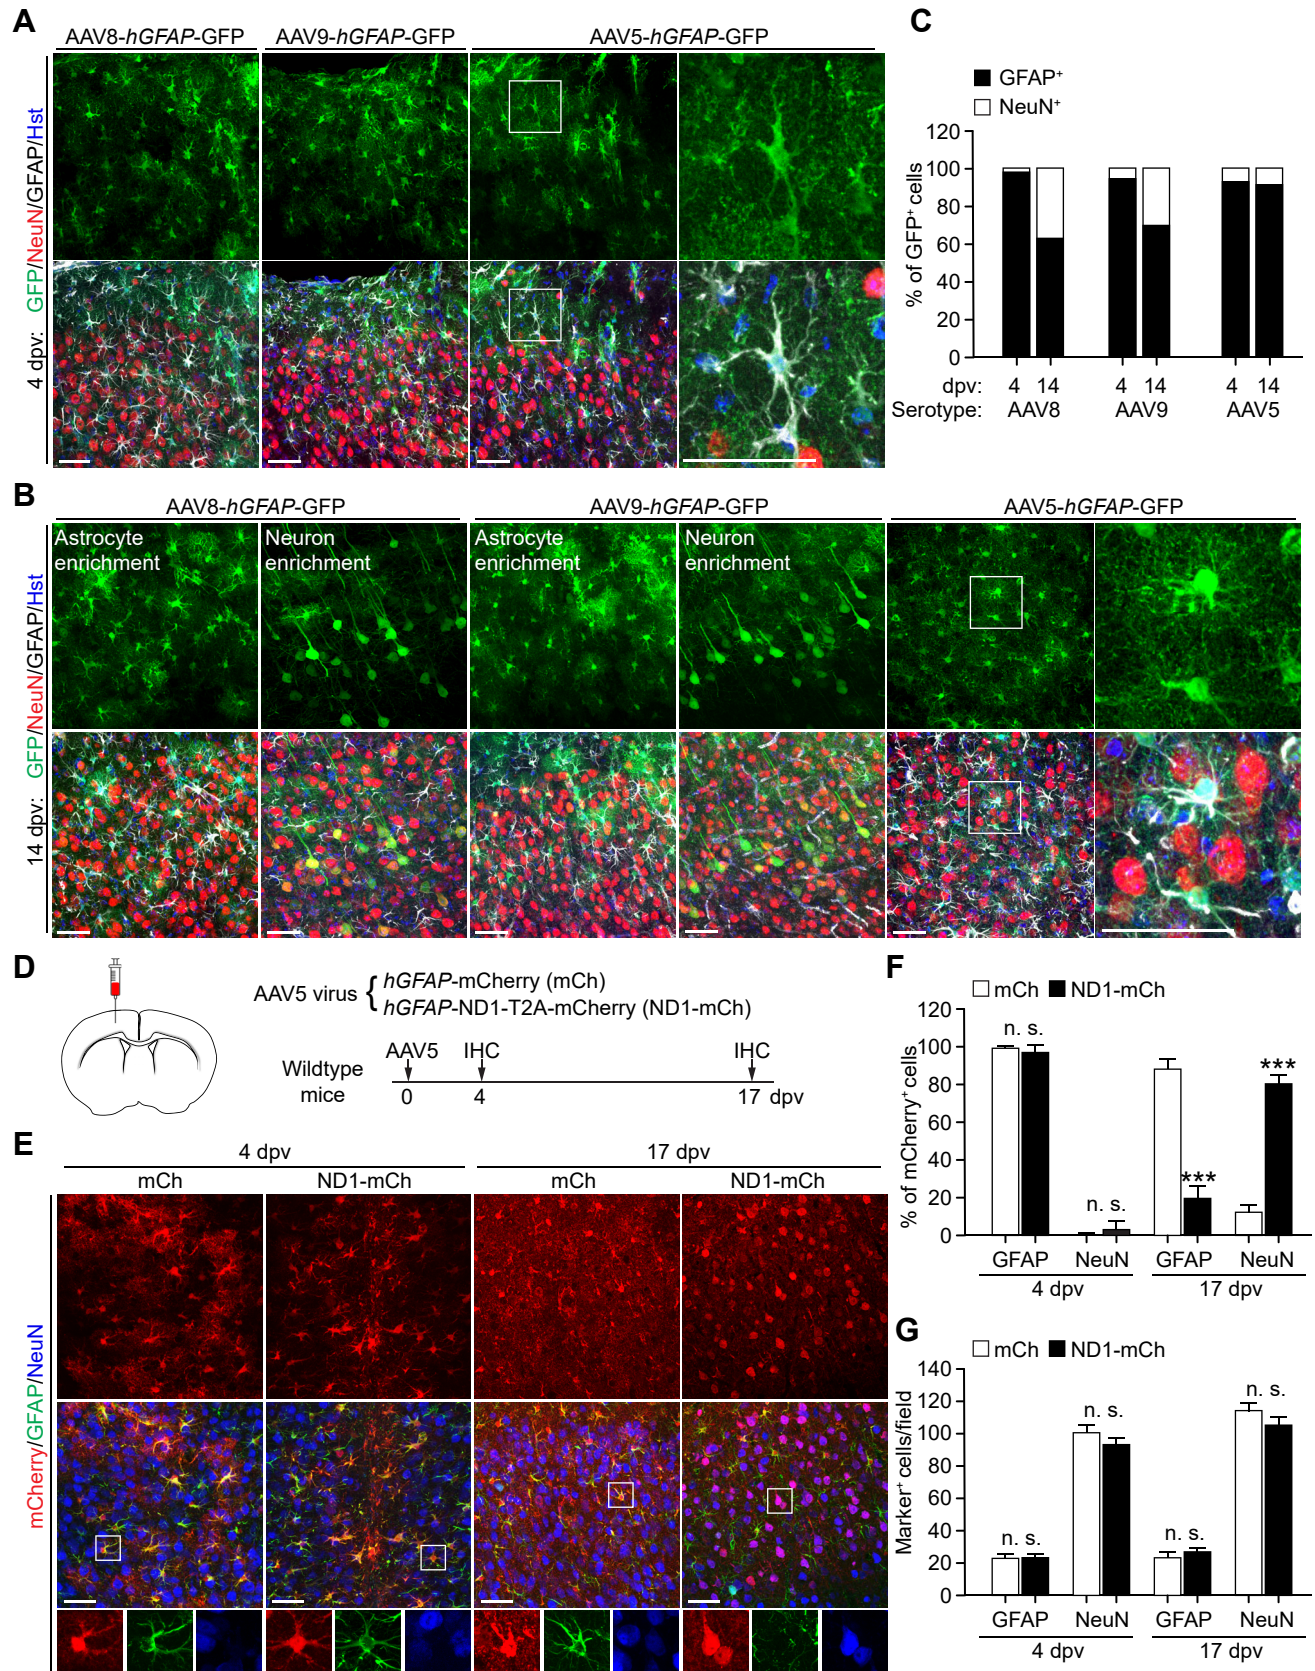 A
AAV8-hGFAP-GFP
AAV9-hGFAP-GFP
AAV5-hGFAP-GFP
4 dpv: GFP/NeuN/GFAP/Hst
C
GFAP+
NeuN+
% of GFP+ cells
120
100
80
60
40
20
0
dpv: 4 14 4 14 4 14
Serotype: AAV8 AAV9 AAV5
B
AAV8-hGFAP-GFP
AAV9-hGFAP-GFP
AAV5-hGFAP-GFP
14 dpv: GFP/NeuN/GFAP/Hst
Astrocyte enrichment
Neuron enrichment
Astrocyte enrichment
Neuron enrichment
D
AAV5 virus { hGFAP-mCherry (mCh)
hGFAP-ND1-T2A-mCherry (ND1-mCh)
AAV5 IHC IHC
Wildtype mice
0 4 17 dpv
E
4 dpv 17 dpv
mCh ND1-mCh mCh ND1-mCh
mCherry/GFAP/NeuN
F
mCh ND1-mCh
% of mCherry+ cells
120
100
80
60
40
20
0
n. s.
n. s.
***
***
GFAP NeuN GFAP NeuN
4 dpv 17 dpv
G
mCh ND1-mCh
Marker+ cells/field
140
120
100
80
60
40
20
0
n. s.
n. s.
n. s.
n. s.
GFAP NeuN GFAP NeuN
4 dpv 17 dpv